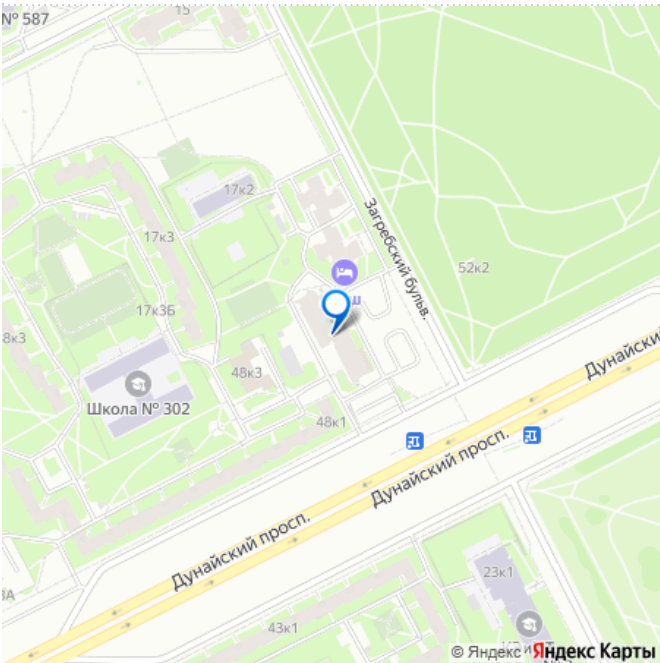 № 587
15
17к2
Загребский бульв.
17к3
52к2
17к3Б
8к3
ш
48к3
Школа № 302
48к1
Дунайский
Дунайский просп.
Дунайский просп.
23к1
43к1
© Яндекс Яндекс Карты